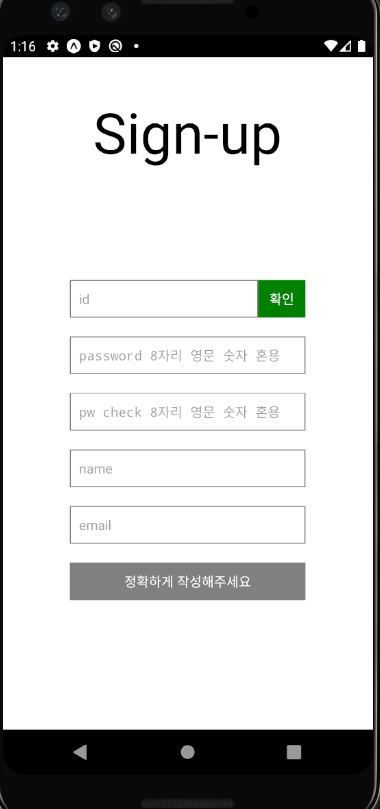 1:16
Sign-up
id
확인
password 8자리 영문 숫자 혼용
pw check 8자리 영문 숫자 혼용
name
email
정확하게 작성해주세요